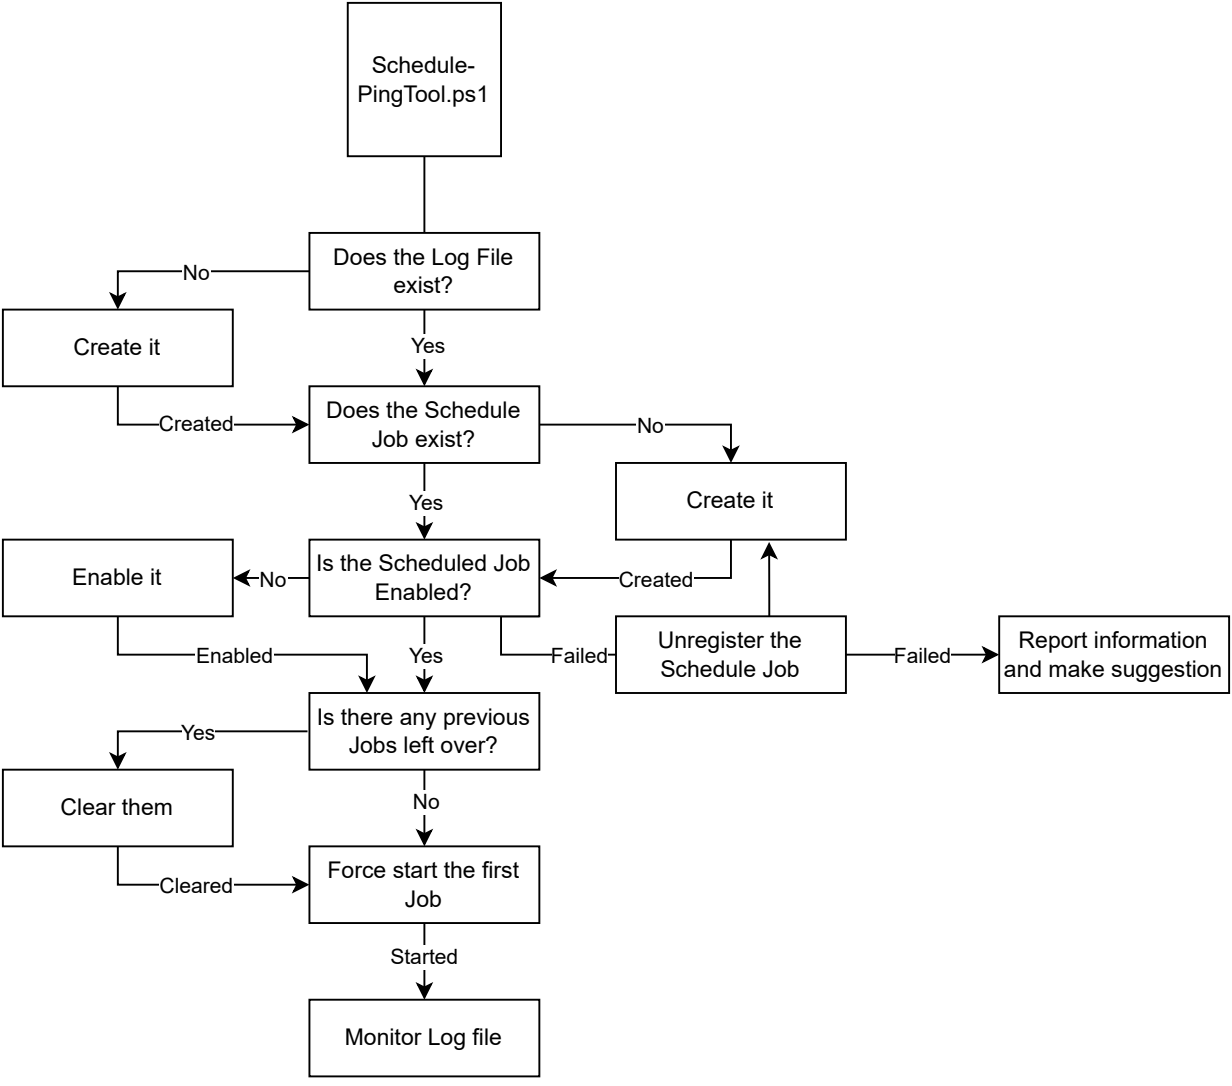 Schedule-
PingTool.ps1
Does the Log File
exist?
No
Create it
Yes
Created
Does the Schedule
Job exist?
No
Create it
Yes
Is the Scheduled Job
Enabled?
No
Enable it
Created
Unregister the
Schedule Job
Failed
Failed
Report information
and make suggestion
Enabled
Yes
Is there any previous
Jobs left over?
Yes
Clear them
No
Cleared
Force start the first
Job
Started
Monitor Log file